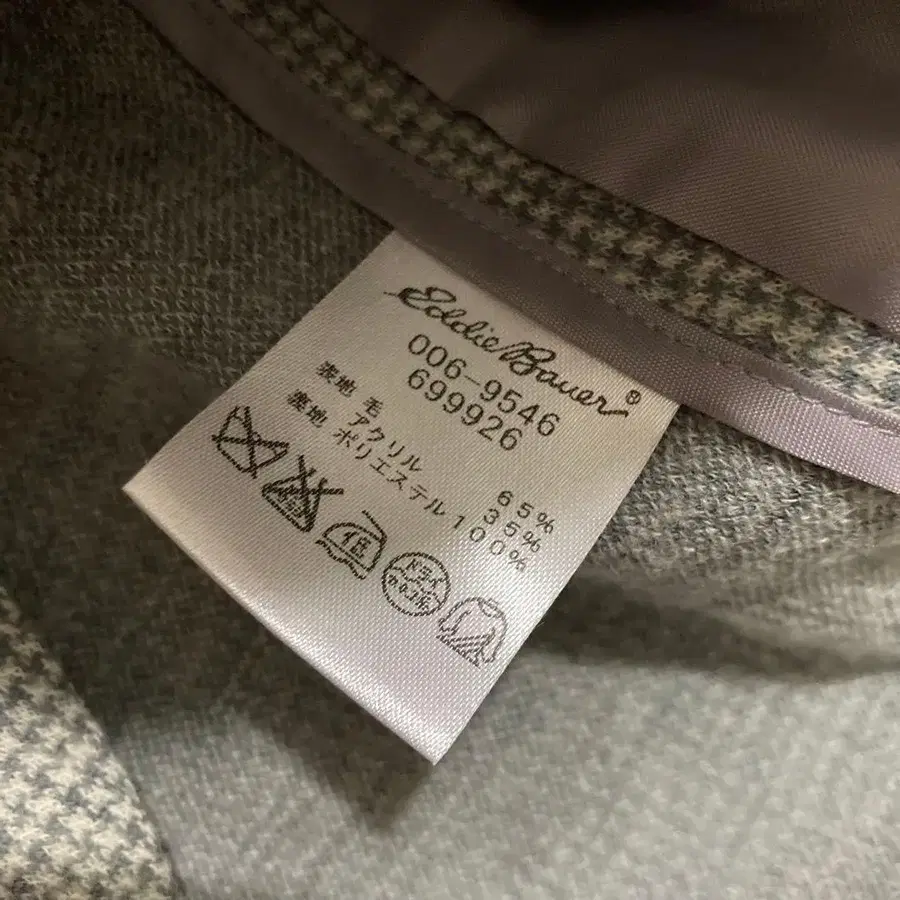 Eddie Bauer®
006-9546
699926
表地 毛 65%
アクリル 35%
裏地 ポリエステル 100%
低
ドライ